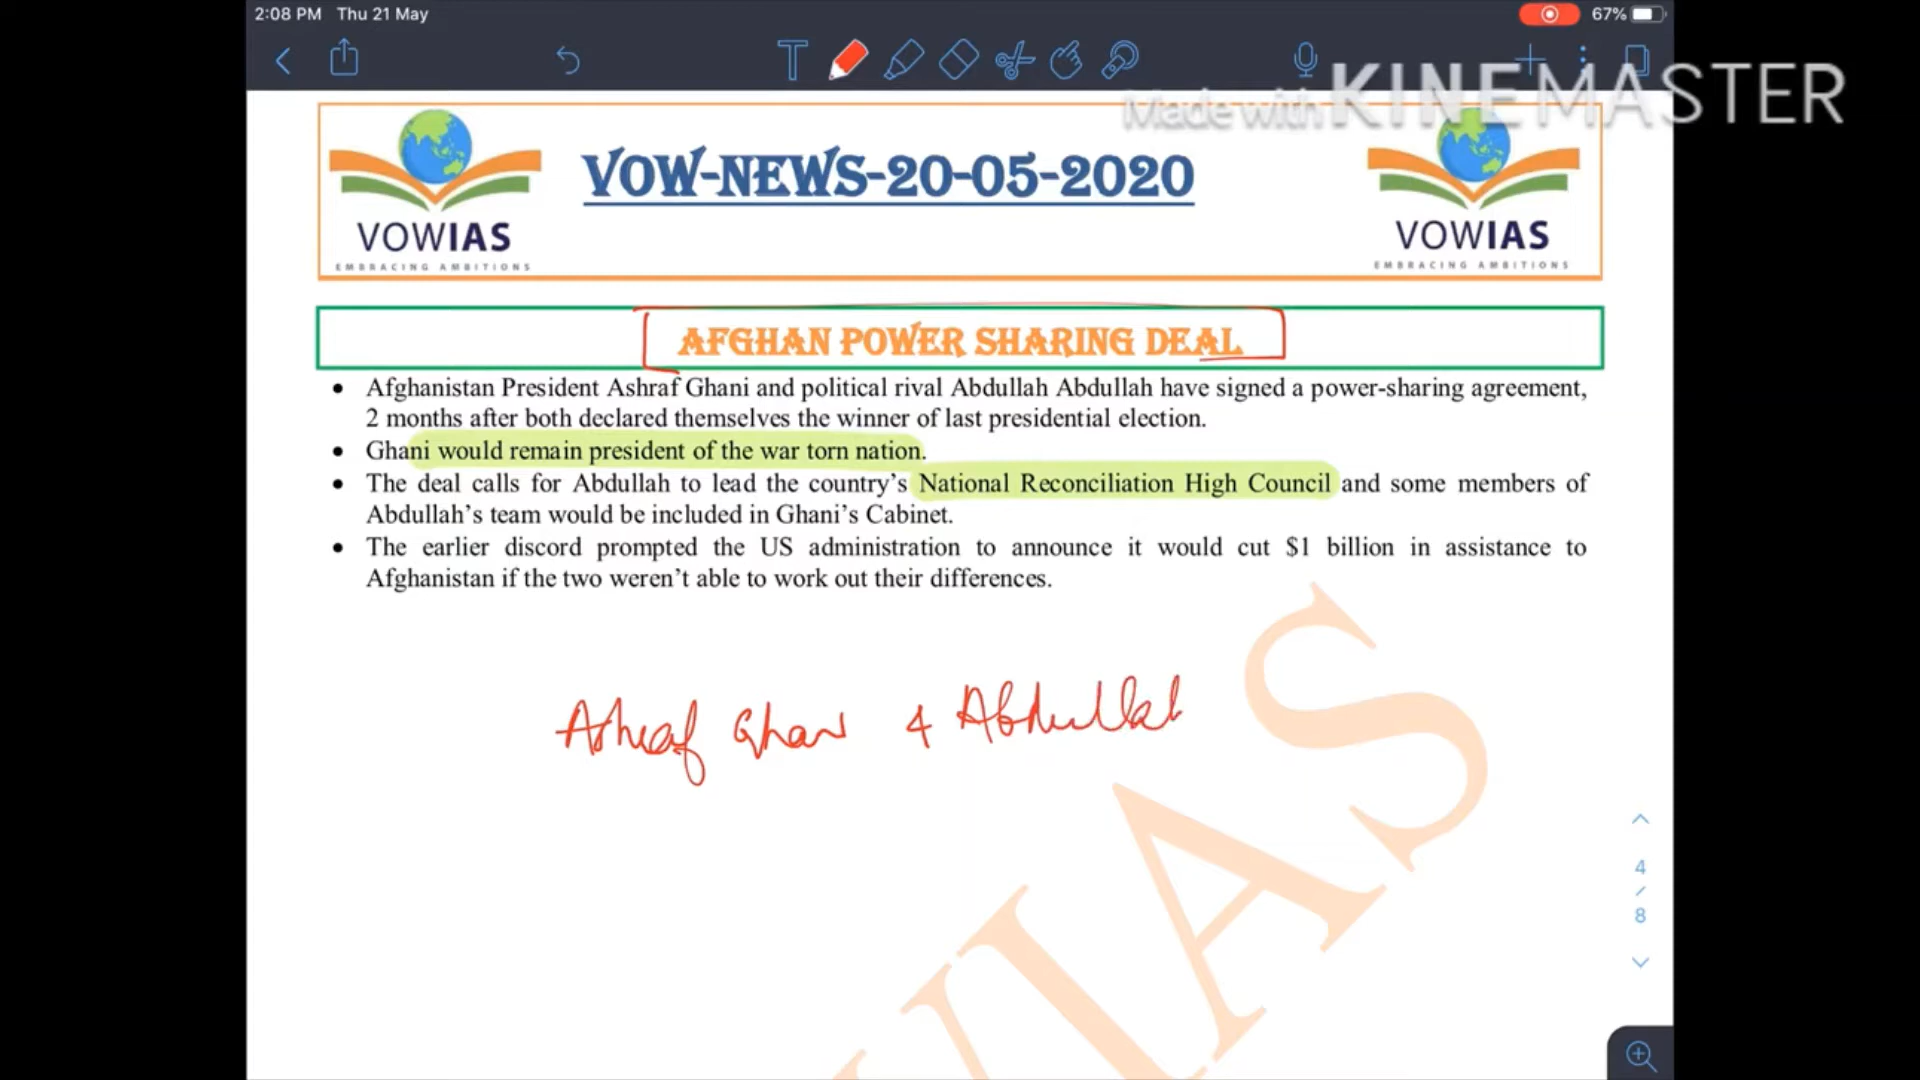 2:08 PM Thu 21 May
67%
Made with KINEMASTER
VOW-NEWS-20-05-2020
VOWIAS
EMBRACING AMBITIONS
VOWIAS
EMBRACING AMBITIONS
AFGHAN POWER SHARING DEAL
• Afghanistan President Ashraf Ghani and political rival Abdullah Abdullah have signed a power-sharing agreement,
2 months after both declared themselves the winner of last presidential election.
• Ghani would remain president of the war torn nation.
• The deal calls for Abdullah to lead the country’s National Reconciliation High Council and some members of
Abdullah’s team would be included in Ghani’s Cabinet.
• The earlier discord prompted the US administration to announce it would cut $1 billion in assistance to
Afghanistan if the two weren’t able to work out their differences.
Ashraf Ghani & Abdullah
VIAS
4
/
8